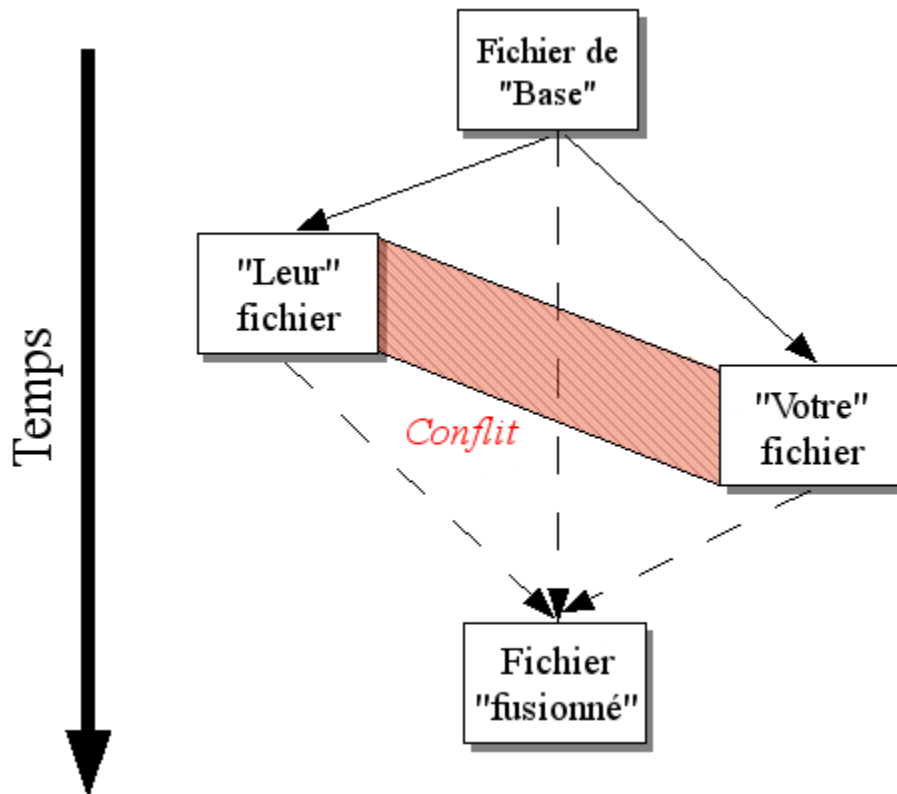 Fichier de
"Base"
"Leur"
fichier
Temps
"Votre"
fichier
Conflit
Fichier
"fusionné"